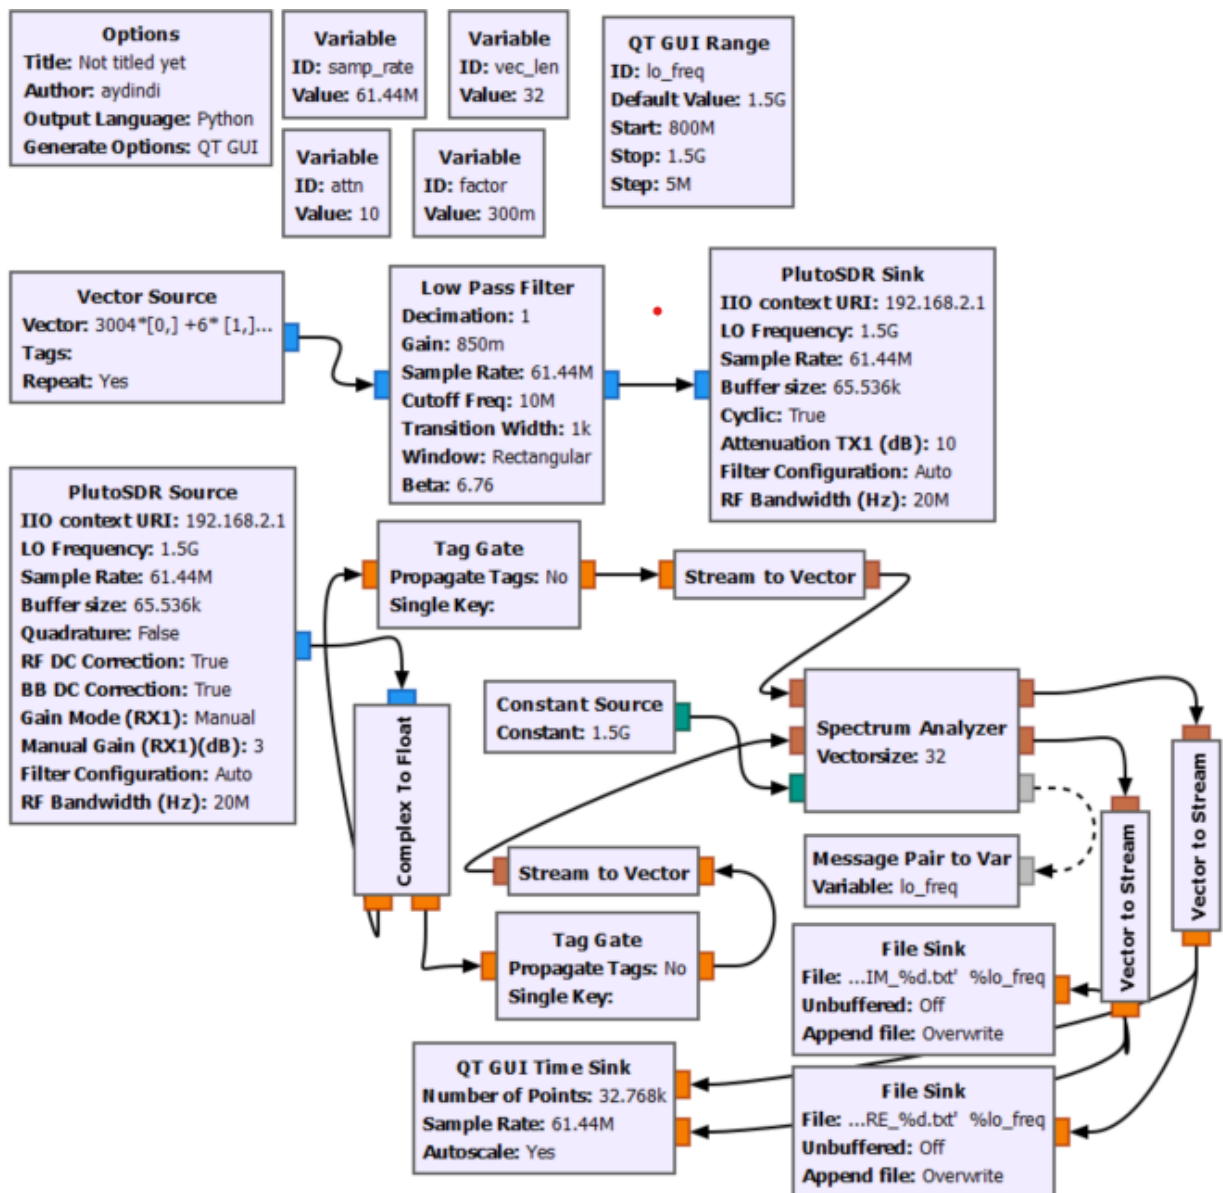 Options
Title: Not titled yet
Author: aydindi
Output Language: Python
Generate Options: QT GUI
Variable
ID: samp_rate
Value: 61.44M
Variable
ID: vec_len
Value: 32
QT GUI Range
ID: lo_freq
Default Value: 1.5G
Start: 800M
Stop: 1.5G
Step: 5M
Variable
ID: attn
Value: 10
Variable
ID: factor
Value: 300m
Vector Source
Vector: 3004*[0,] +6* [1,]...
Tags:
Repeat: Yes
Low Pass Filter
Decimation: 1
Gain: 850m
Sample Rate: 61.44M
Cutoff Freq: 10M
Transition Width: 1k
Window: Rectangular
Beta: 6.76
PlutoSDR Sink
IIO context URI: 192.168.2.1
LO Frequency: 1.5G
Sample Rate: 61.44M
Buffer size: 65.536k
Cyclic: True
Attenuation TX1 (dB): 10
Filter Configuration: Auto
RF Bandwidth (Hz): 20M
PlutoSDR Source
IIO context URI: 192.168.2.1
LO Frequency: 1.5G
Sample Rate: 61.44M
Buffer size: 65.536k
Quadrature: False
RF DC Correction: True
BB DC Correction: True
Gain Mode (RX1): Manual
Manual Gain (RX1)(dB): 3
Filter Configuration: Auto
RF Bandwidth (Hz): 20M
Tag Gate
Propagate Tags: No
Single Key:
Stream to Vector
Complex To Float
Constant Source
Constant: 1.5G
Spectrum Analyzer
Vectorsize: 32
Vector to Stream
Vector to Stream
Stream to Vector
Message Pair to Var
Variable: lo_freq
Tag Gate
Propagate Tags: No
Single Key:
File Sink
File: ...IM_%d.txt' %lo_freq
Unbuffered: Off
Append file: Overwrite
QT GUI Time Sink
Number of Points: 32.768k
Sample Rate: 61.44M
Autoscale: Yes
File Sink
File: ...RE_%d.txt' %lo_freq
Unbuffered: Off
Append file: Overwrite